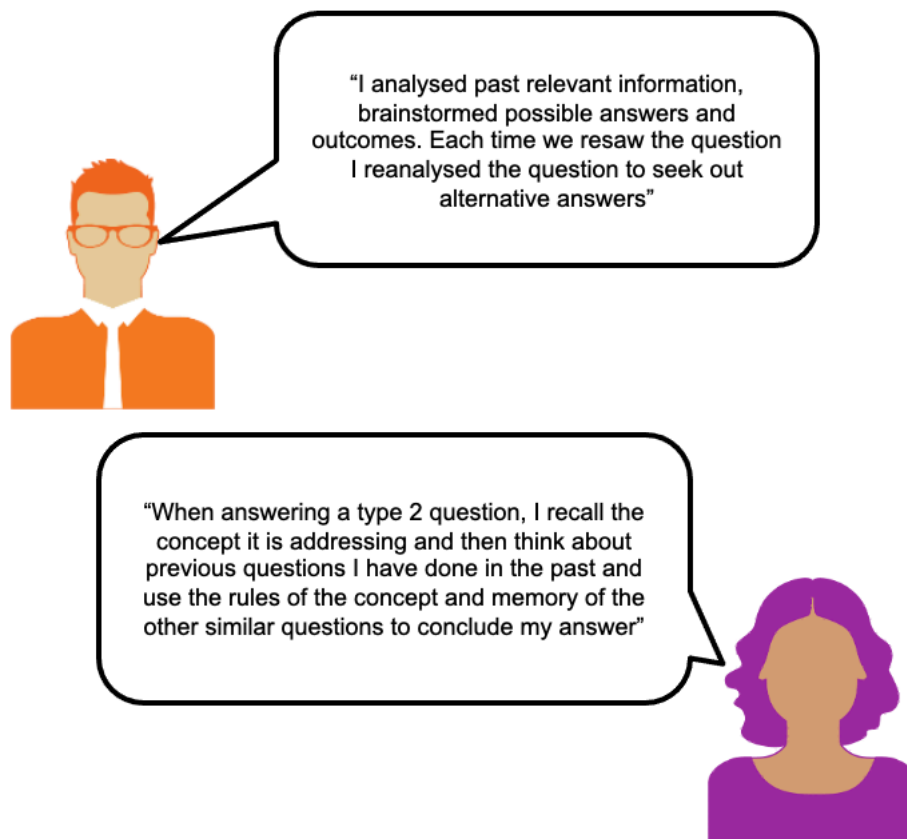 “I analysed past relevant information,
brainstormed possible answers and
outcomes. Each time we resaw the question
I reanalysed the question to seek out
alternative answers”
“When answering a type 2 question, I recall the
concept it is addressing and then think about
previous questions I have done in the past and
use the rules of the concept and memory of the
other similar questions to conclude my answer”